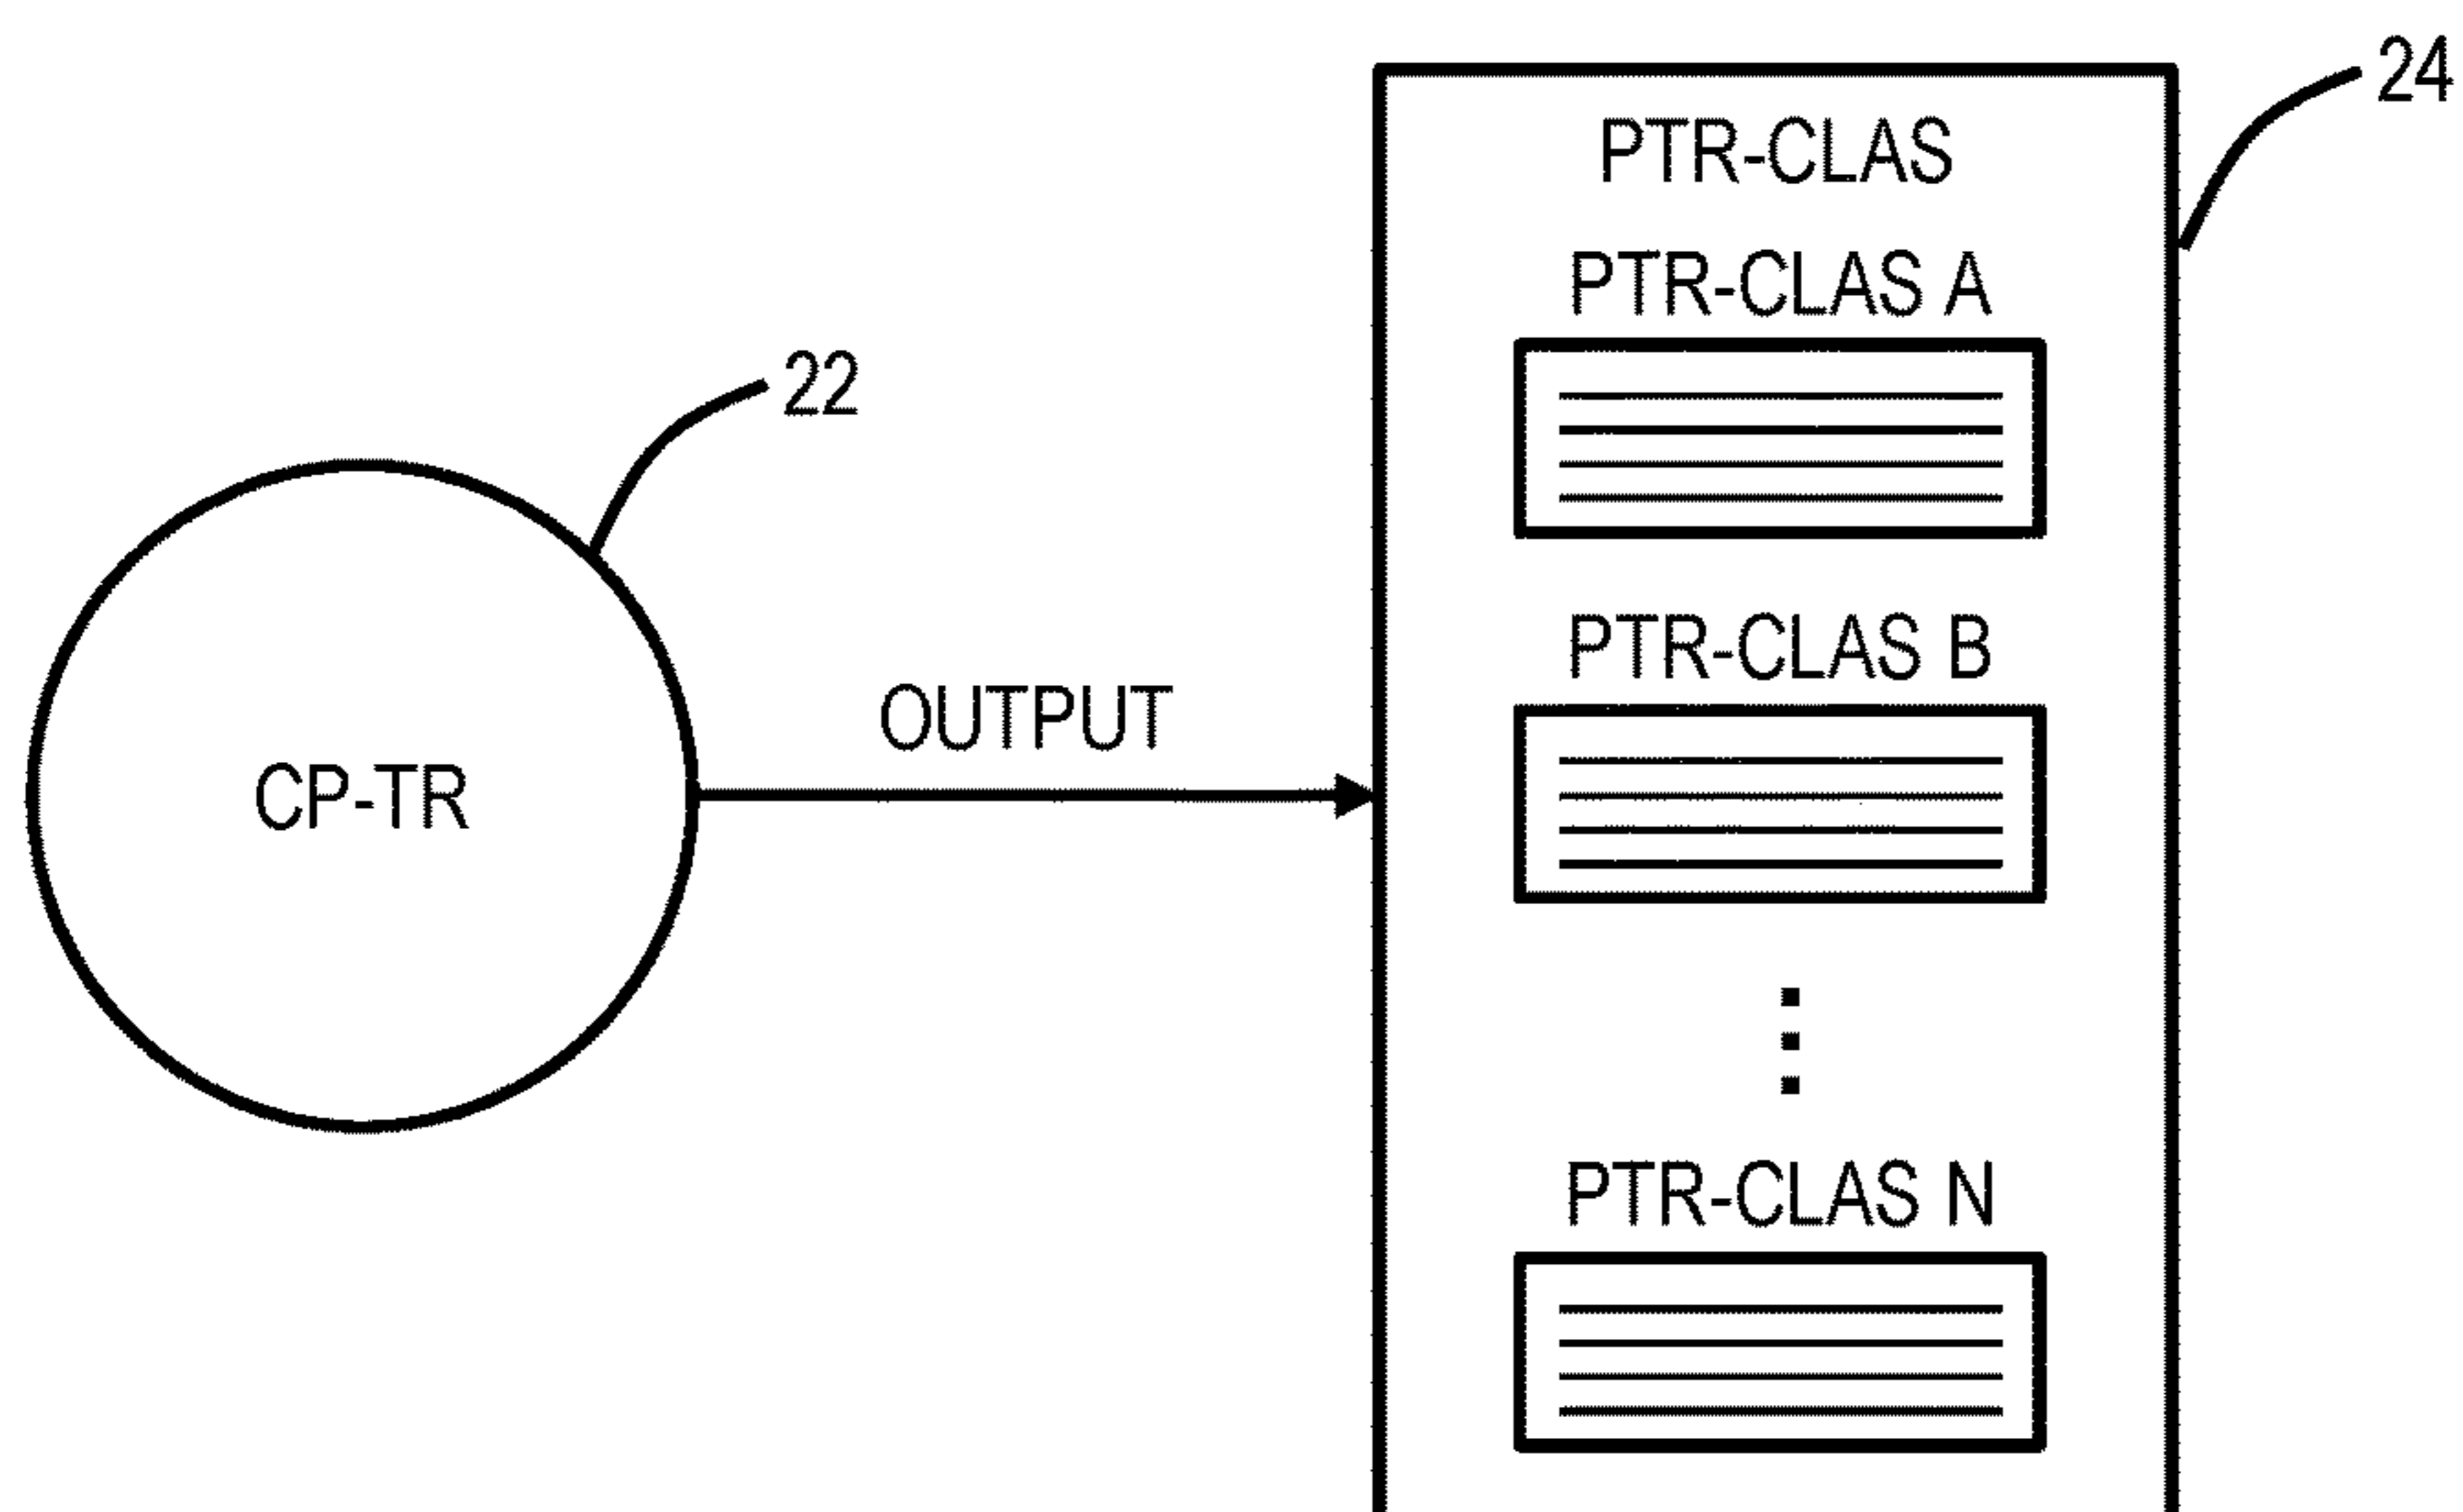 24
PTR-CLAS
PTR-CLAS A
22
PTR-CLAS B
OUTPUT
CP-TR
PTR-CLAS N